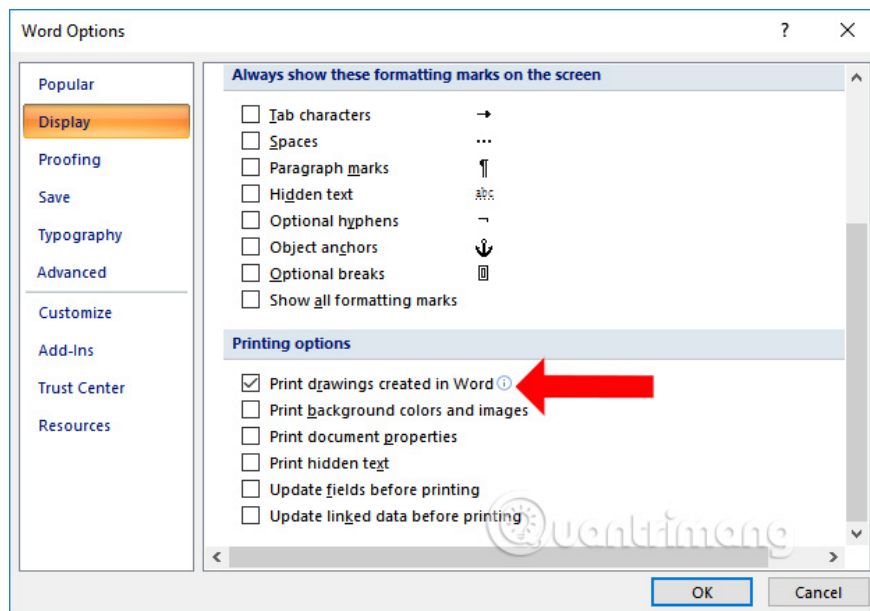 Word Options
?
Popular
Display
Proofing
Save
Typography
Advanced
Customize
Add-Ins
Trust Center
Resources
Always show these formatting marks on the screen
Tab characters →
Spaces ...
Paragraph marks ¶
Hidden text abc
Optional hyphens ¬
Object anchors
Optional breaks
Show all formatting marks
Printing options
Print drawings created in Word
Print background colors and images
Print document properties
Print hidden text
Update fields before printing
Update linked data before printing
Quantrimang
OK
Cancel